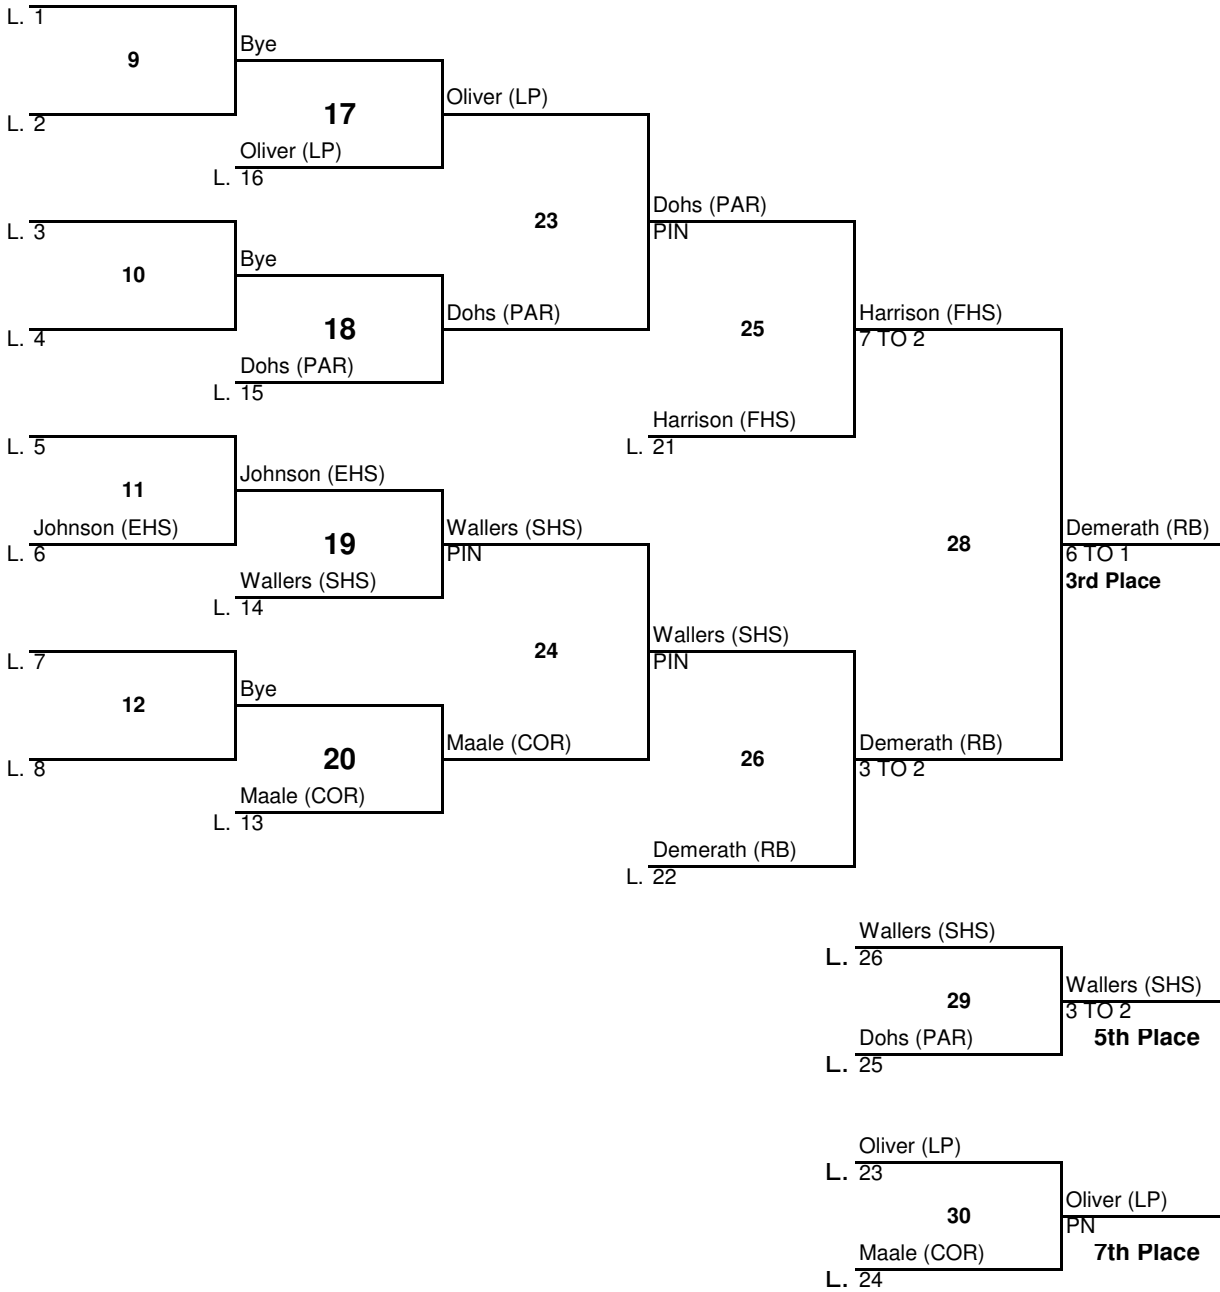 L. 1
9
Bye
L. 2
17
Oliver (LP)
Oliver (LP)
L. 16
L. 3
23
Dohs (PAR)
PIN
10
Bye
L. 4
18
Dohs (PAR)
25
Harrison (FHS)
7 TO 2
Dohs (PAR)
L. 15
Harrison (FHS)
L. 21
L. 5
11
Johnson (EHS)
Johnson (EHS)
L. 6
19
Wallers (SHS)
PIN
28
Demerath (RB)
6 TO 1
3rd Place
Wallers (SHS)
L. 14
L. 7
24
Wallers (SHS)
PIN
12
Bye
L. 8
20
Maale (COR)
26
Demerath (RB)
3 TO 2
Maale (COR)
L. 13
Demerath (RB)
L. 22
Wallers (SHS)
L. 26
29
Wallers (SHS)
3 TO 2
5th Place
Dohs (PAR)
L. 25
Oliver (LP)
L. 23
30
Oliver (LP)
PN
7th Place
Maale (COR)
L. 24